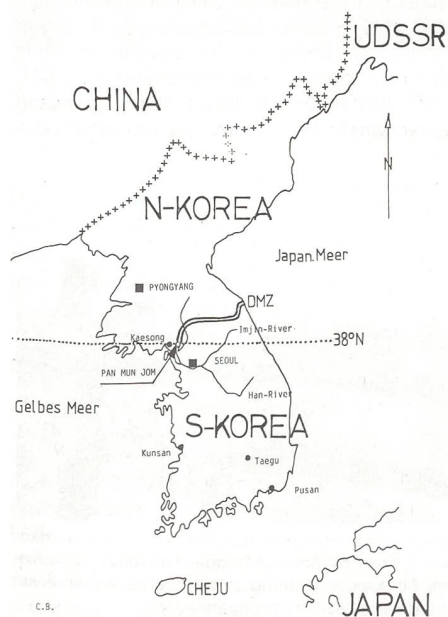 UDSSR
CHINA
N
N-KOREA
Japan.Meer
PYONGYANG
DMZ
Imjin-River
Kaesong
38ºN
SEOUL
PAN MUN JOM
Han-River
Gelbes Meer
S-KOREA
Kunsan
Taegu
Pusan
CHEJU
C.B.
JAPAN